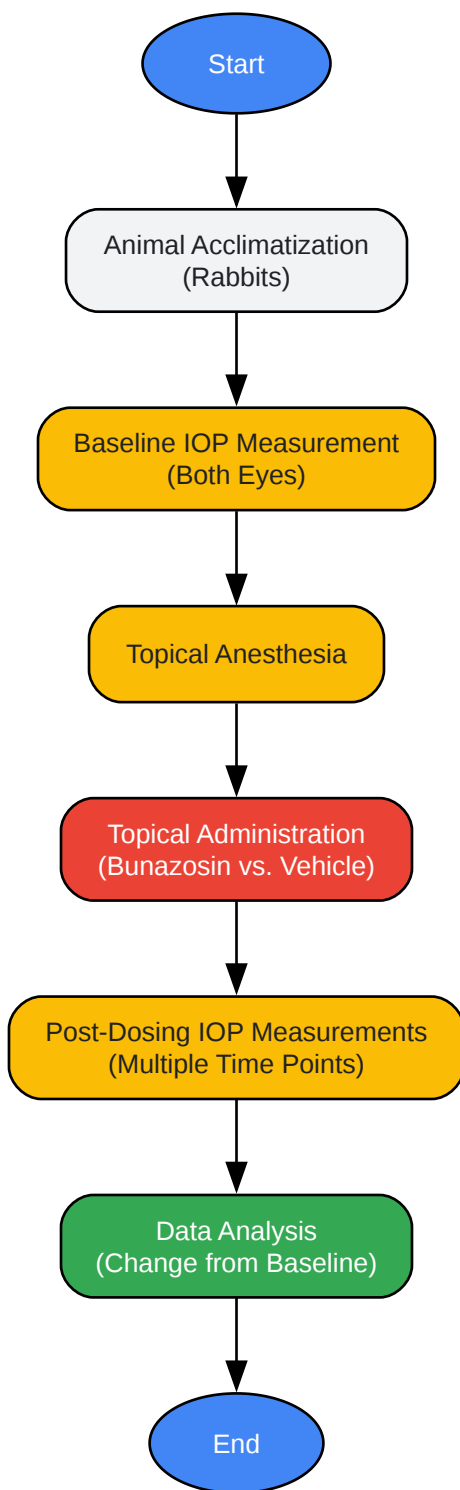 Start
Animal Acclimatization
(Rabbits)
Baseline IOP Measurement
(Both Eyes)
Topical Anesthesia
Topical Administration
(Bunazosin vs. Vehicle)
Post-Dosing IOP Measurements
(Multiple Time Points)
Data Analysis
(Change from Baseline)
End